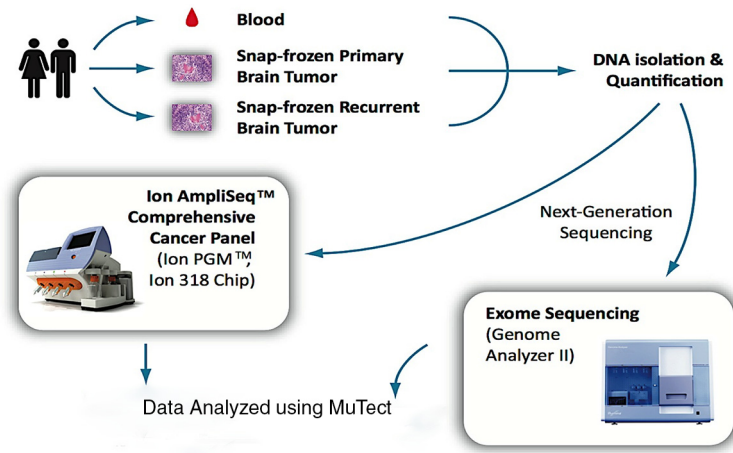 Blood
Snap-frozen Primary
Brain Tumor
Snap-frozen Recurrent
Brain Tumor
DNA isolation &
Quantification
Ion AmpliSeq™
Comprehensive
Cancer Panel
(Ion PGM™,
Ion 318 Chip)
Next-Generation
Sequencing
Exome Sequencing
(Genome
Analyzer II)
Data Analyzed using MuTect